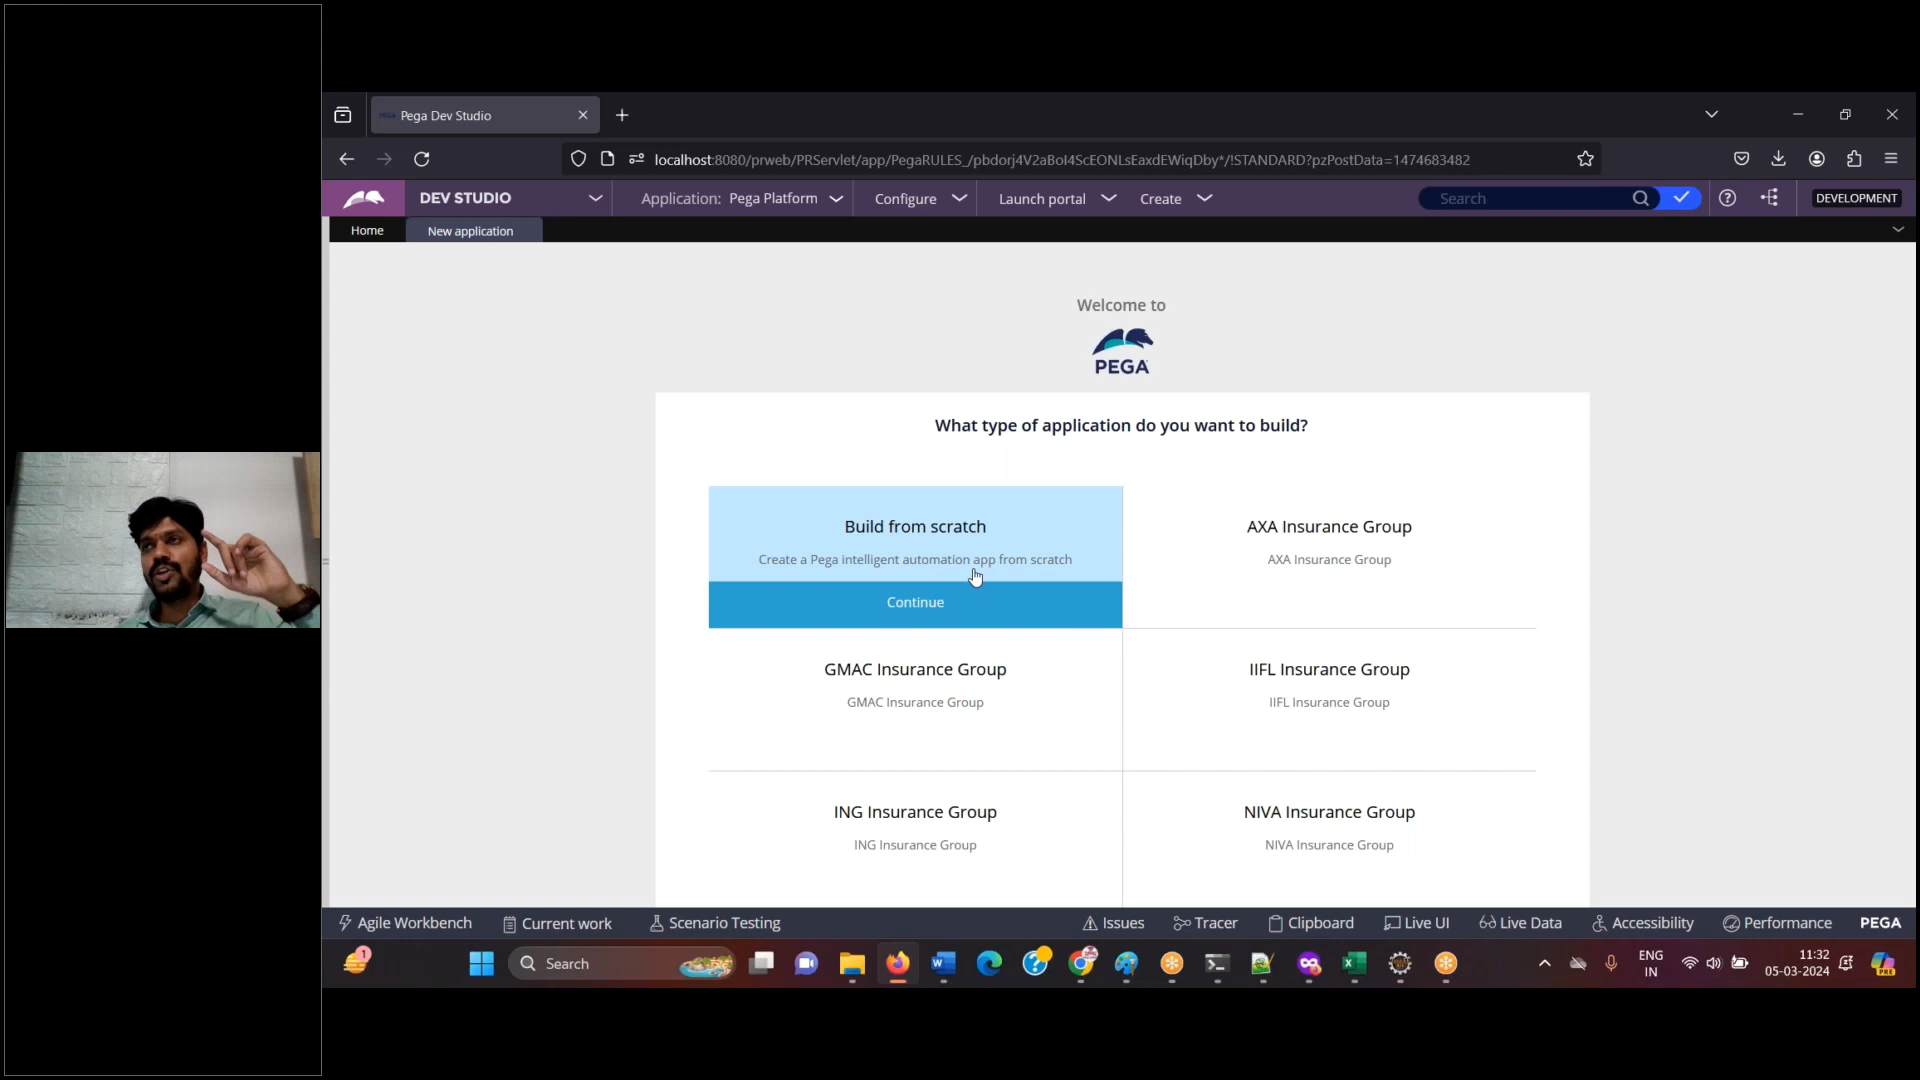 Pega Dev Studio
localhost:8080/prweb/PRServlet/app/PegaRULES_/pbdorj4V2aBoI4ScEONLsEaxdEWiqDby*/!STANDARD?pzPostData=1474683482
DEV STUDIO
Application: Pega Platform
Configure
Launch portal
Create
Search
DEVELOPMENT
Home
New application
Welcome to
PEGA
What type of application do you want to build?
Build from scratch
Create a Pega intelligent automation app from scratch
Continue
AXA Insurance Group
AXA Insurance Group
GMAC Insurance Group
GMAC Insurance Group
IIFL Insurance Group
IIFL Insurance Group
ING Insurance Group
ING Insurance Group
NIVA Insurance Group
NIVA Insurance Group
Agile Workbench
Current work
Scenario Testing
Issues
Tracer
Clipboard
Live UI
Live Data
Accessibility
Performance
PEGA
1
Search
ENG
IN
11:32
05-03-2024
PRE